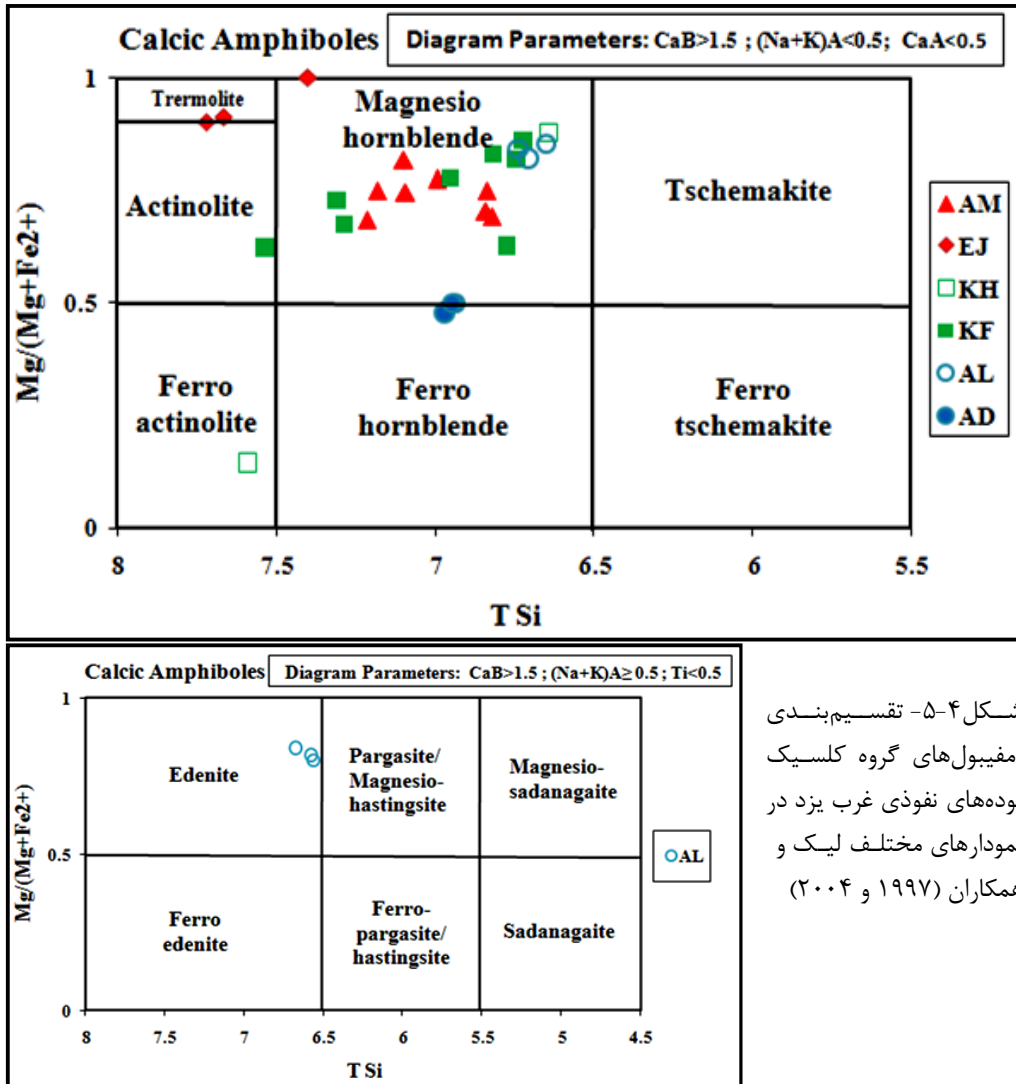 Calcic Amphiboles
Diagram Parameters: CaB>1.5 ; (Na+K)A<0.5; CaA<0.5
1
Trermolite
Magnesio
hornblende
Actinolite
Tschemakite
0.5
Ferro
actinolite
Ferro
hornblende
Ferro
tschemakite
0
8
7.5
7
6.5
6
5.5
Mg/(Mg+Fe2+)
T Si
AM
EJ
KH
KF
AL
AD
Calcic Amphiboles
Diagram Parameters: CaB>1.5 ; (Na+K)A≥0.5 ; Ti<0.5
1
Edenite
Pargasite/
Magnesio-
hastingsite
Magnesio-
sadanagaite
0.5
Ferro
edenite
Ferro-
pargasite/
hastingsite
Sadanagaite
0
8
7.5
7
6.5
6
5.5
5
4.5
Mg/(Mg+Fe2+)
T Si
AL
شکل۴-۵- تقسیم‌بندی
مفیبول‌های گروه کلسیک
وده‌های نفوذی غرب یزد در
مودارهای مختلف لیک و
همکاران (۱۹۹۷ و ۲۰۰۴)